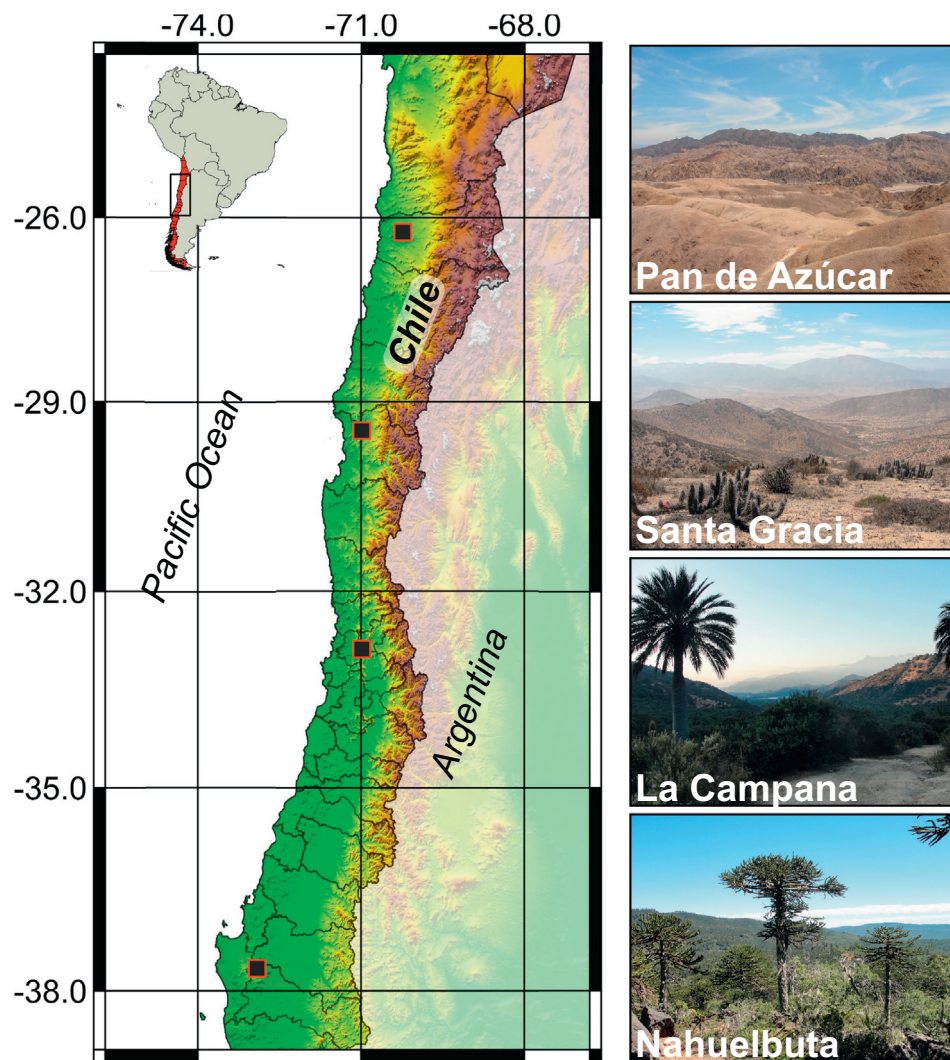 -74.0 -71.0 -68.0
-26.0
-29.0
-32.0
-35.0
-38.0
Chile
Pacific Ocean
Argentina
Pan de Azúcar
Santa Gracia
La Campana
Nahuelbuta